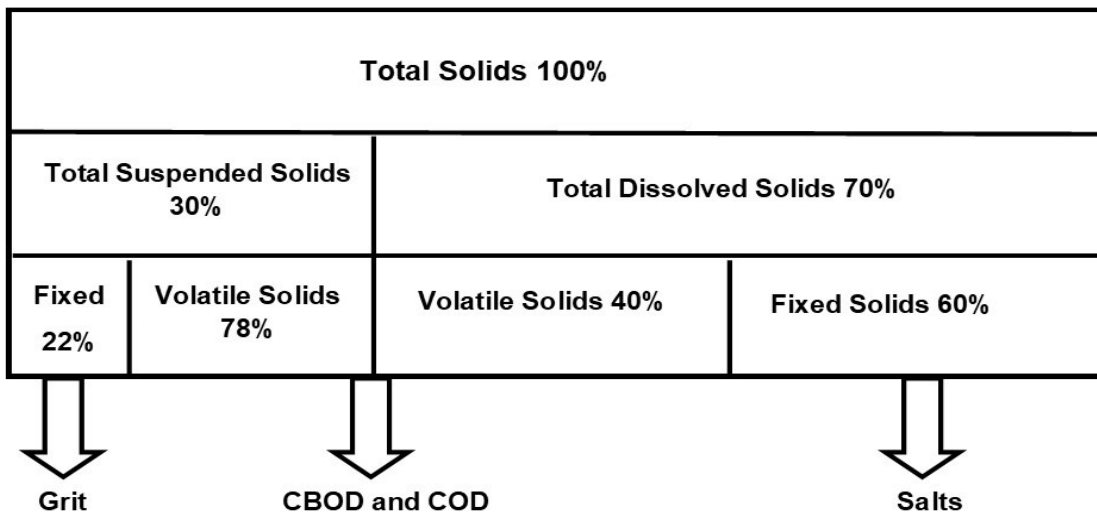 Total Solids 100%
Total Suspended Solids
30%
Total Dissolved Solids 70%
Fixed
22%
Volatile Solids
78%
Volatile Solids 40%
Fixed Solids 60%
Grit
CBOD and COD
Salts